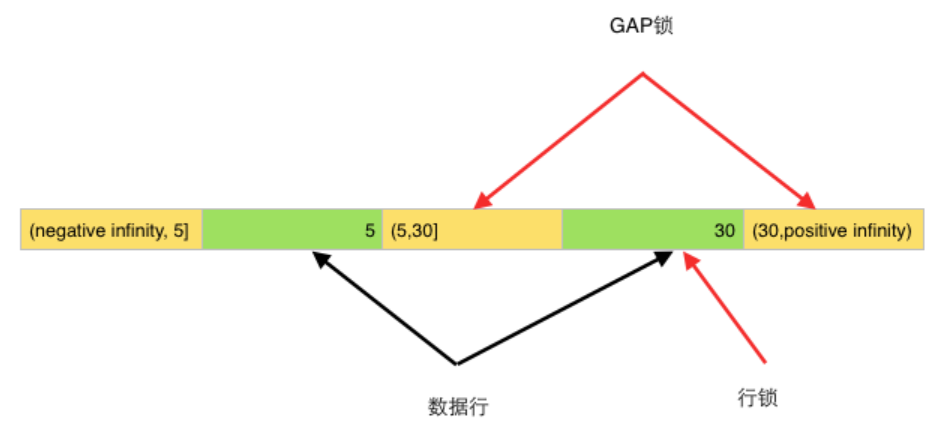 GAP锁
(negative infinity, 5]
5
(5,30]
30
(30,positive infinity)
数据行
行锁